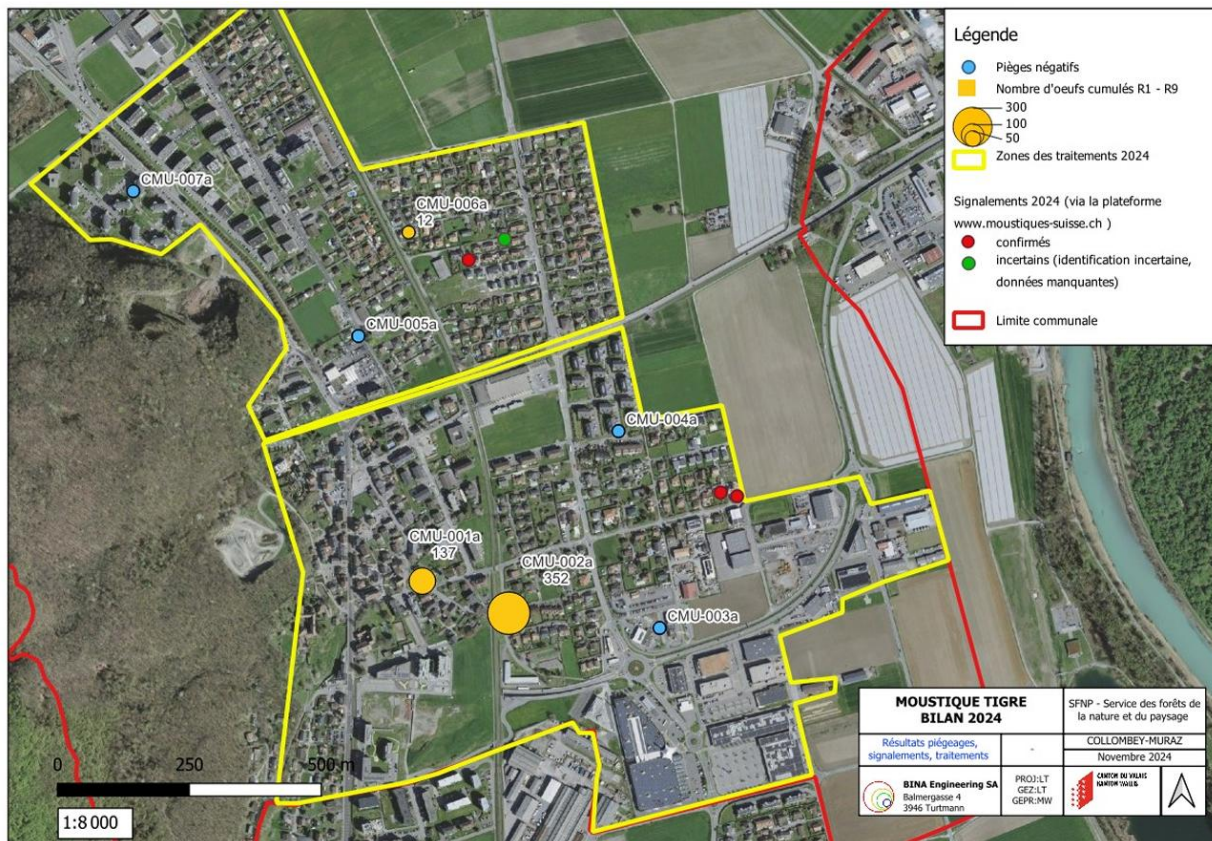 Légende
Pièges négatifs
Nombre d'oeufs cumulés R1 - R9
300
100
50
Zones des traitements 2024
Signalements 2024 (via la plateforme
www.moustiques-suisse.ch )
confirmés
incertains (identification incertaine,
données manquantes)
Limite communale
CMU-007a
CMU-006a
12
CMU-005a
CMU-004a
CMU-001a
137
CMU-002a
352
CMU-003a
0
250
500 m
1:8 000
MOUSTIQUE TIGRE
BILAN 2024
SFNP - Service des forêts de
la nature et du paysage
Résultats piégeages,
signalements, traitements
-
COLLOMBEY-MURAZ
Novembre 2024
BINA Engineering SA
Balmergasse 4
3946 Turtmann
PROJ:LT
GEZ:LT
GEPR:MW
CANTON DU VALAIS
KANTON WALLIS